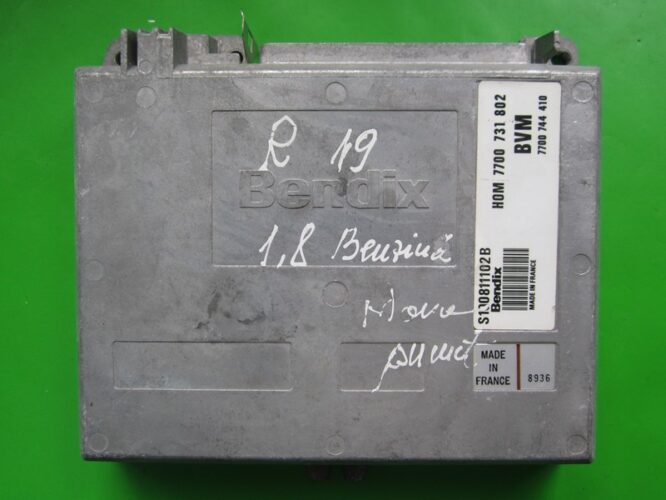 R 19
Bendix
1,8 Benzină
HOM 7700 731 802
BVM
7700 744 410
S100811102B
Bendix
MADE IN FRANCE
MADE
IN
FRANCE
8936